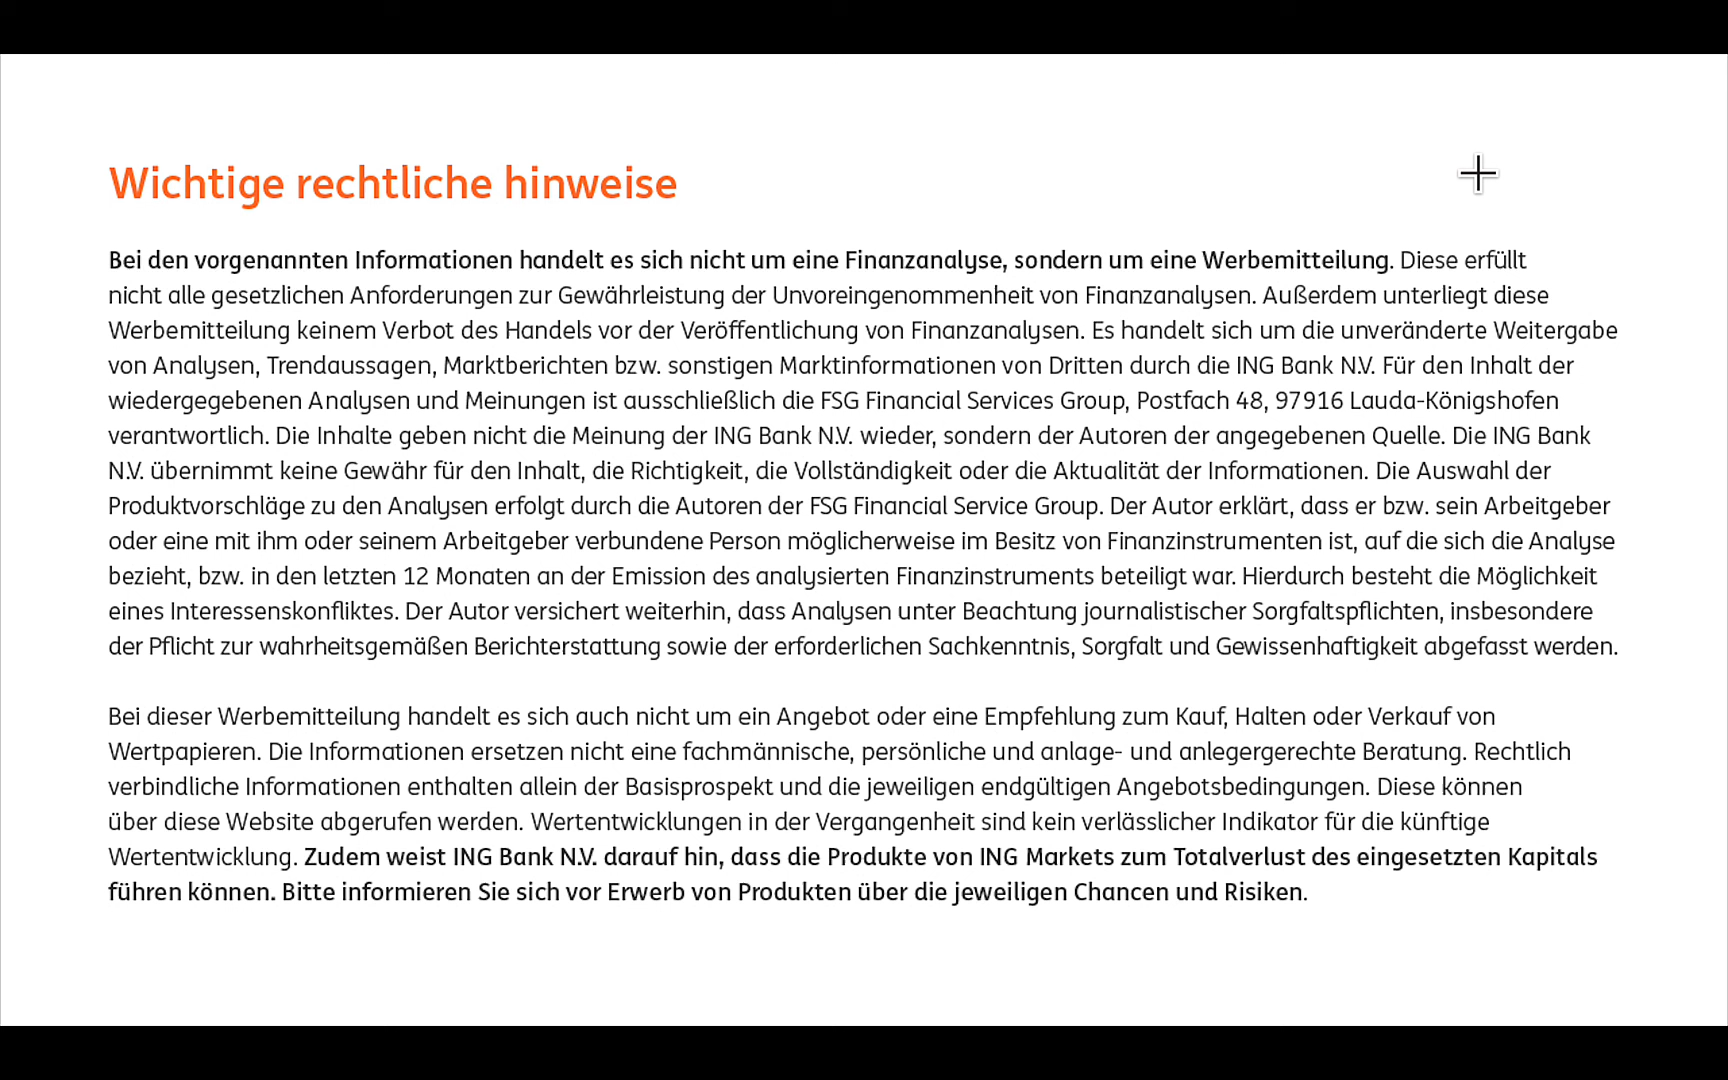 Wichtige rechtliche hinweise
Bei den vorgenannten Informationen handelt es sich nicht um eine Finanzanalyse, sondern um eine Werbemitteilung. Diese erfüllt
nicht alle gesetzlichen Anforderungen zur Gewährleistung der Unvoreingenommenheit von Finanzanalysen. Außerdem unterliegt diese
Werbemitteilung keinem Verbot des Handels vor der Veröffentlichung von Finanzanalysen. Es handelt sich um die unveränderte Weitergabe
von Analysen, Trendaussagen, Marktberichten bzw. sonstigen Marktinformationen von Dritten durch die ING Bank N.V. Für den Inhalt der
wiedergegebenen Analysen und Meinungen ist ausschließlich die FSG Financial Services Group, Postfach 48, 97916 Lauda-Königshofen
verantwortlich. Die Inhalte geben nicht die Meinung der ING Bank N.V. wieder, sondern der Autoren der angegebenen Quelle. Die ING Bank
N.V. übernimmt keine Gewähr für den Inhalt, die Richtigkeit, die Vollständigkeit oder die Aktualität der Informationen. Die Auswahl der
Produktvorschläge zu den Analysen erfolgt durch die Autoren der FSG Financial Service Group. Der Autor erklärt, dass er bzw. sein Arbeitgeber
oder eine mit ihm oder seinem Arbeitgeber verbundene Person möglicherweise im Besitz von Finanzinstrumenten ist, auf die sich die Analyse
bezieht, bzw. in den letzten 12 Monaten an der Emission des analysierten Finanzinstruments beteiligt war. Hierdurch besteht die Möglichkeit
eines Interessenskonfliktes. Der Autor versichert weiterhin, dass Analysen unter Beachtung journalistischer Sorgfaltspflichten, insbesondere
der Pflicht zur wahrheitsgemäßen Berichterstattung sowie der erforderlichen Sachkenntnis, Sorgfalt und Gewissenhaftigkeit abgefasst werden.
Bei dieser Werbemitteilung handelt es sich auch nicht um ein Angebot oder eine Empfehlung zum Kauf, Halten oder Verkauf von
Wertpapieren. Die Informationen ersetzen nicht eine fachmännische, persönliche und anlage- und anlegergerechte Beratung. Rechtlich
verbindliche Informationen enthalten allein der Basisprospekt und die jeweiligen endgültigen Angebotsbedingungen. Diese können
über diese Website abgerufen werden. Wertentwicklungen in der Vergangenheit sind kein verlässlicher Indikator für die künftige
Wertentwicklung. Zudem weist ING Bank N.V. darauf hin, dass die Produkte von ING Markets zum Totalverlust des eingesetzten Kapitals
führen können. Bitte informieren Sie sich vor Erwerb von Produkten über die jeweiligen Chancen und Risiken.